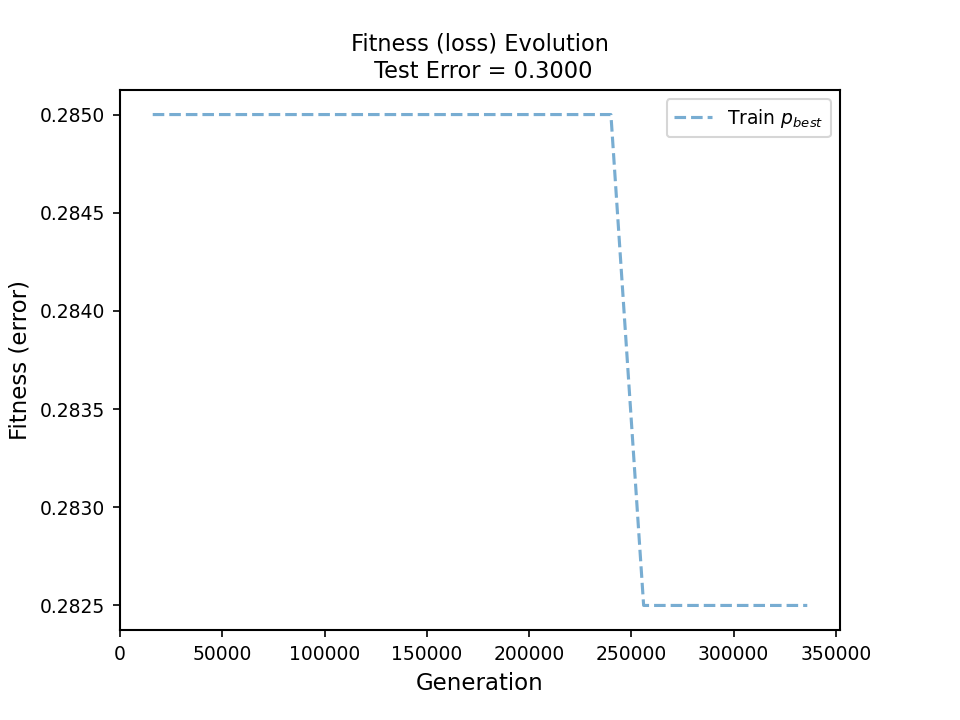 Fitness (loss) Evolution
Test Error = 0.3000
Train p_best
0.2850
0.2845
0.2840
0.2835
0.2830
0.2825
Fitness (error)
0 50000 100000 150000 200000 250000 300000 350000
Generation